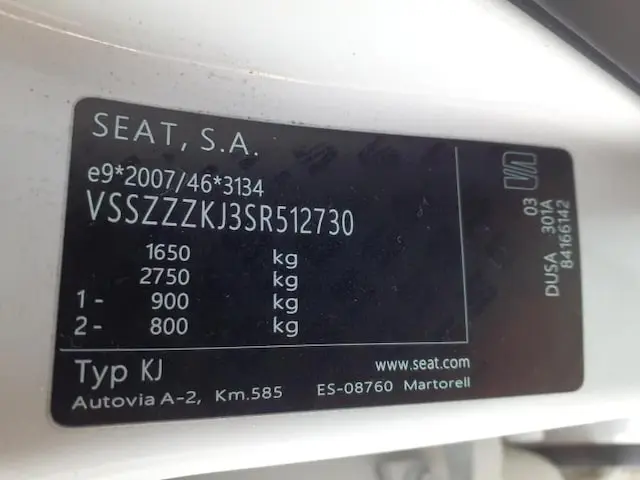 SEAT, S.A.
e9*2007/46*3134
VSSZZZKJ3SR512730
1650 kg
2750 kg
1- 900 kg
2- 800 kg
Typ KJ
www.seat.com
Autovia A-2, Km.585 ES-08760 Martorell
03
DUSA 301A
84166142